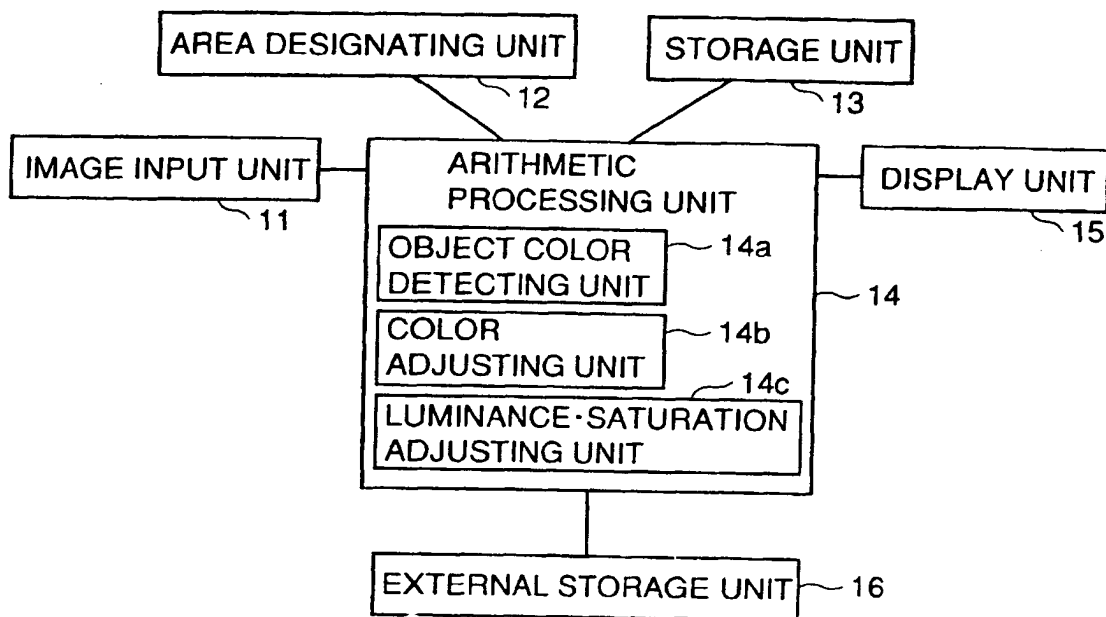 AREA DESIGNATING UNIT
12
STORAGE UNIT
13
IMAGE INPUT UNIT
11
ARITHMETIC
PROCESSING UNIT
DISPLAY UNIT
15
OBJECT COLOR
DETECTING UNIT
14a
14
COLOR
ADJUSTING UNIT
14b
14c
LUMINANCE·SATURATION
ADJUSTING UNIT
EXTERNAL STORAGE UNIT
16